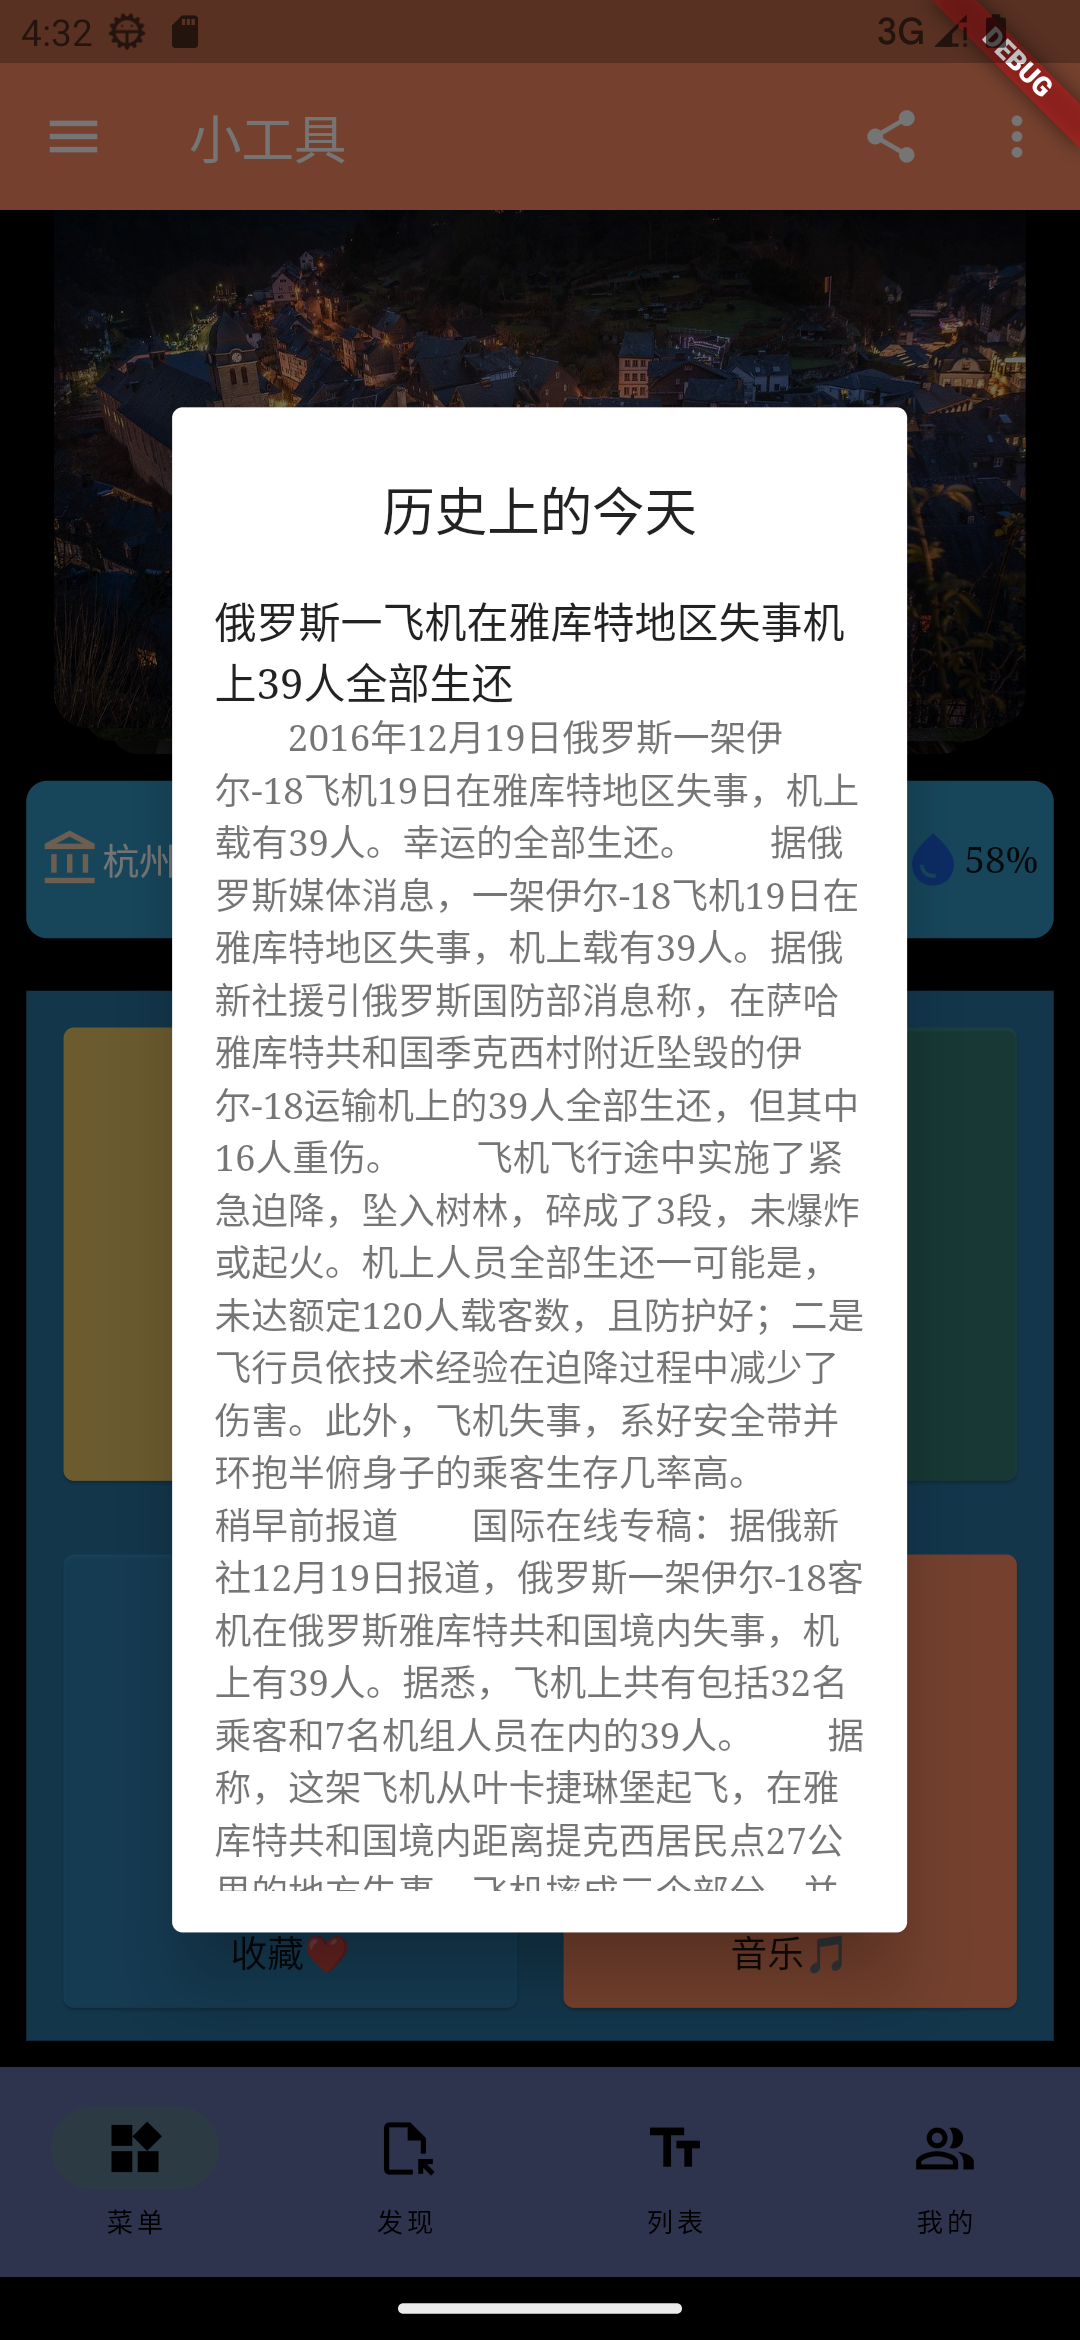 4:32
3G
DEBUG
小工具
历史上的今天
俄罗斯一飞机在雅库特地区失事机
上39人全部生还
2016年12月19日俄罗斯一架伊
尔-18飞机19日在雅库特地区失事，机上
载有39人。幸运的全部生还。　　据俄
罗斯媒体消息，一架伊尔-18飞机19日在
雅库特地区失事，机上载有39人。据俄
新社援引俄罗斯国防部消息称，在萨哈
雅库特共和国季克西村附近坠毁的伊
尔-18运输机上的39人全部生还，但其中
16人重伤。　　飞机飞行途中实施了紧
急迫降，坠入树林，碎成了3段，未爆炸
或起火。机上人员全部生还一可能是，
未达额定120人载客数，且防护好；二是
飞行员依技术经验在迫降过程中减少了
伤害。此外，飞机失事，系好安全带并
环抱半俯身子的乘客生存几率高。
稍早前报道　　国际在线专稿：据俄新
社12月19日报道，俄罗斯一架伊尔-18客
机在俄罗斯雅库特共和国境内失事，机
上有39人。据悉，飞机上共有包括32名
乘客和7名机组人员在内的39人。　　据
称，这架飞机从叶卡捷琳堡起飞，在雅
库特共和国境内距离提克西居民点27公
里的地方失事，飞机摔成三个部分，并
杭州
58%
收藏❤️
音乐🎵
菜单
发现
列表
我的